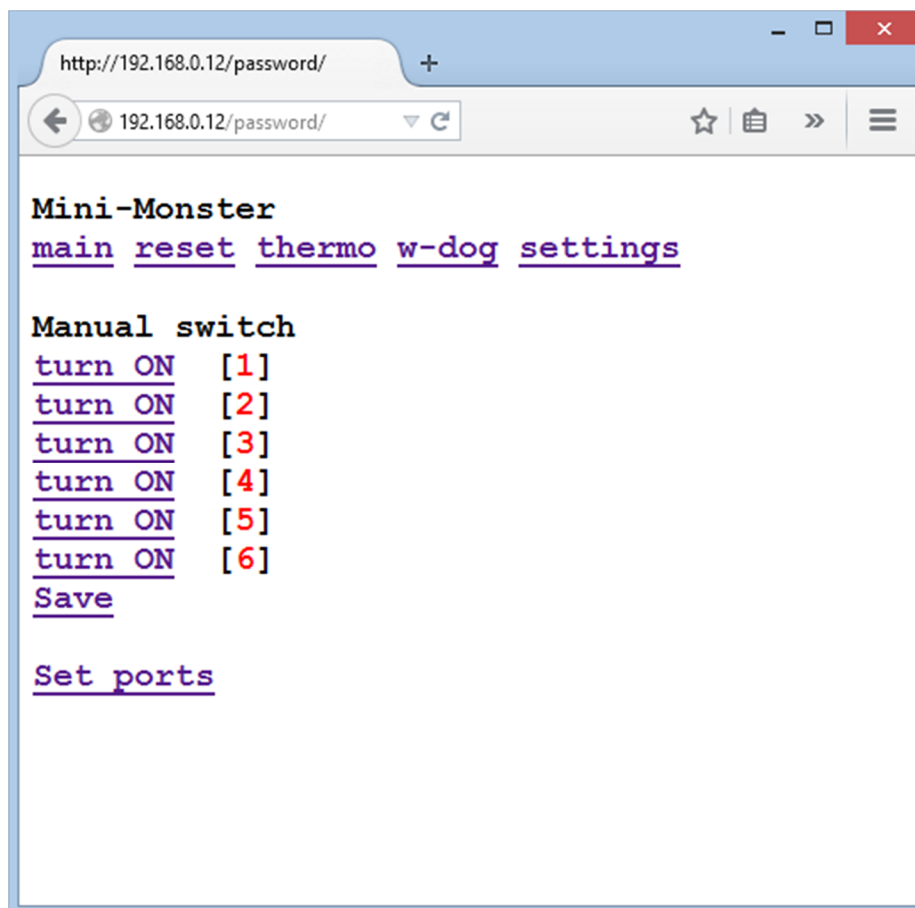 http://192.168.0.12/password/
192.168.0.12/password/
Mini-Monster
main reset thermo w-dog settings
Manual switch
turn ON [1]
turn ON [2]
turn ON [3]
turn ON [4]
turn ON [5]
turn ON [6]
Save
Set ports